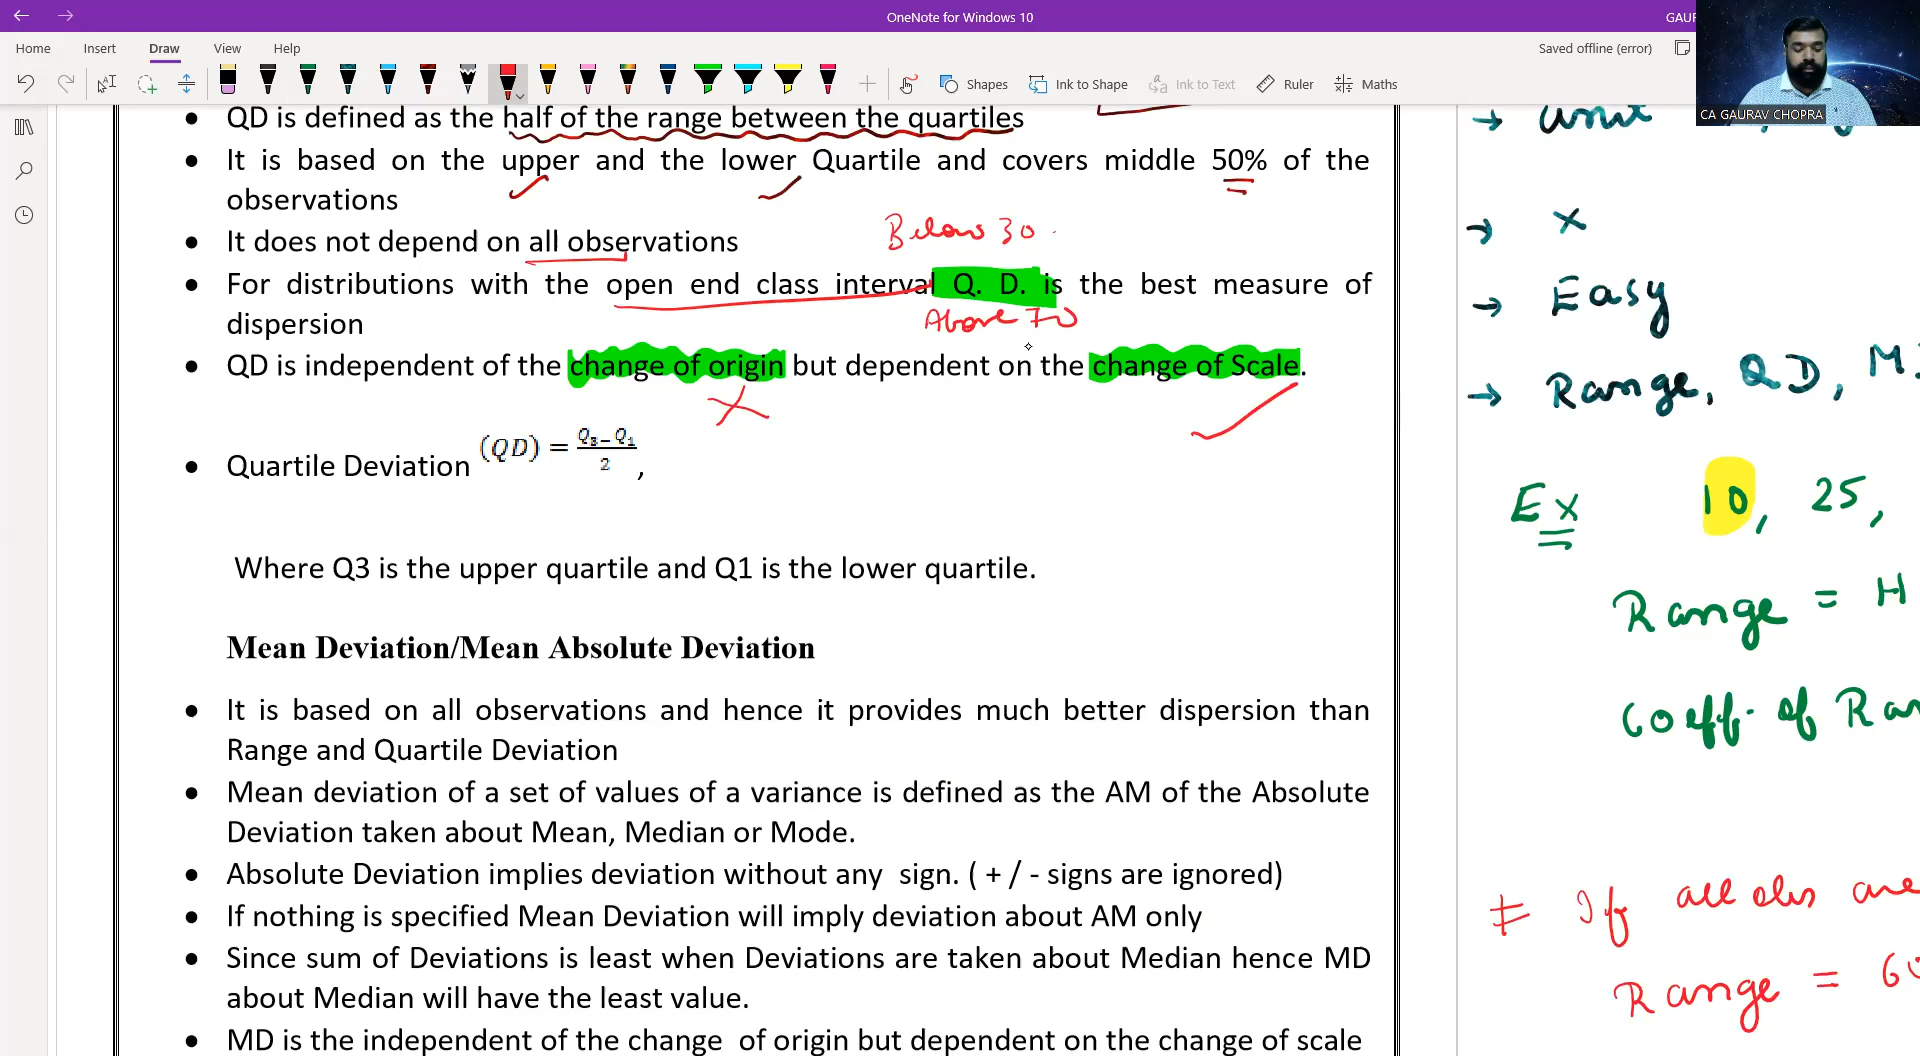 OneNote for Windows 10
GAUR
Home Insert Draw View Help
Saved offline (error)
Shapes Ink to Shape Ink to Text Ruler Maths
CA GAURAV CHOPRA
• QD is defined as the half of the range between the quartiles
• It is based on the upper and the lower Quartile and covers middle 50% of the
observations
• It does not depend on all observations
Below 30
• For distributions with the open end class interval Q. D. is the best measure of
dispersion
Above 70
• QD is independent of the change of origin but dependent on the change of Scale.
• Quartile Deviation (QD) = Q₃ – Q₁ / 2 ,
Where Q3 is the upper quartile and Q1 is the lower quartile.
Mean Deviation/Mean Absolute Deviation
• It is based on all observations and hence it provides much better dispersion than
Range and Quartile Deviation
• Mean deviation of a set of values of a variance is defined as the AM of the Absolute
Deviation taken about Mean, Median or Mode.
• Absolute Deviation implies deviation without any sign. ( + / - signs are ignored)
• If nothing is specified Mean Deviation will imply deviation about AM only
• Since sum of Deviations is least when Deviations are taken about Median hence MD
about Median will have the least value.
• MD is the independent of the change of origin but dependent on the change of scale
→ unit
→ x
→ Easy
→ Range, QD, M
Ex 10, 25,
Range = H
Coeff. of Ran
If all obs are
Range =